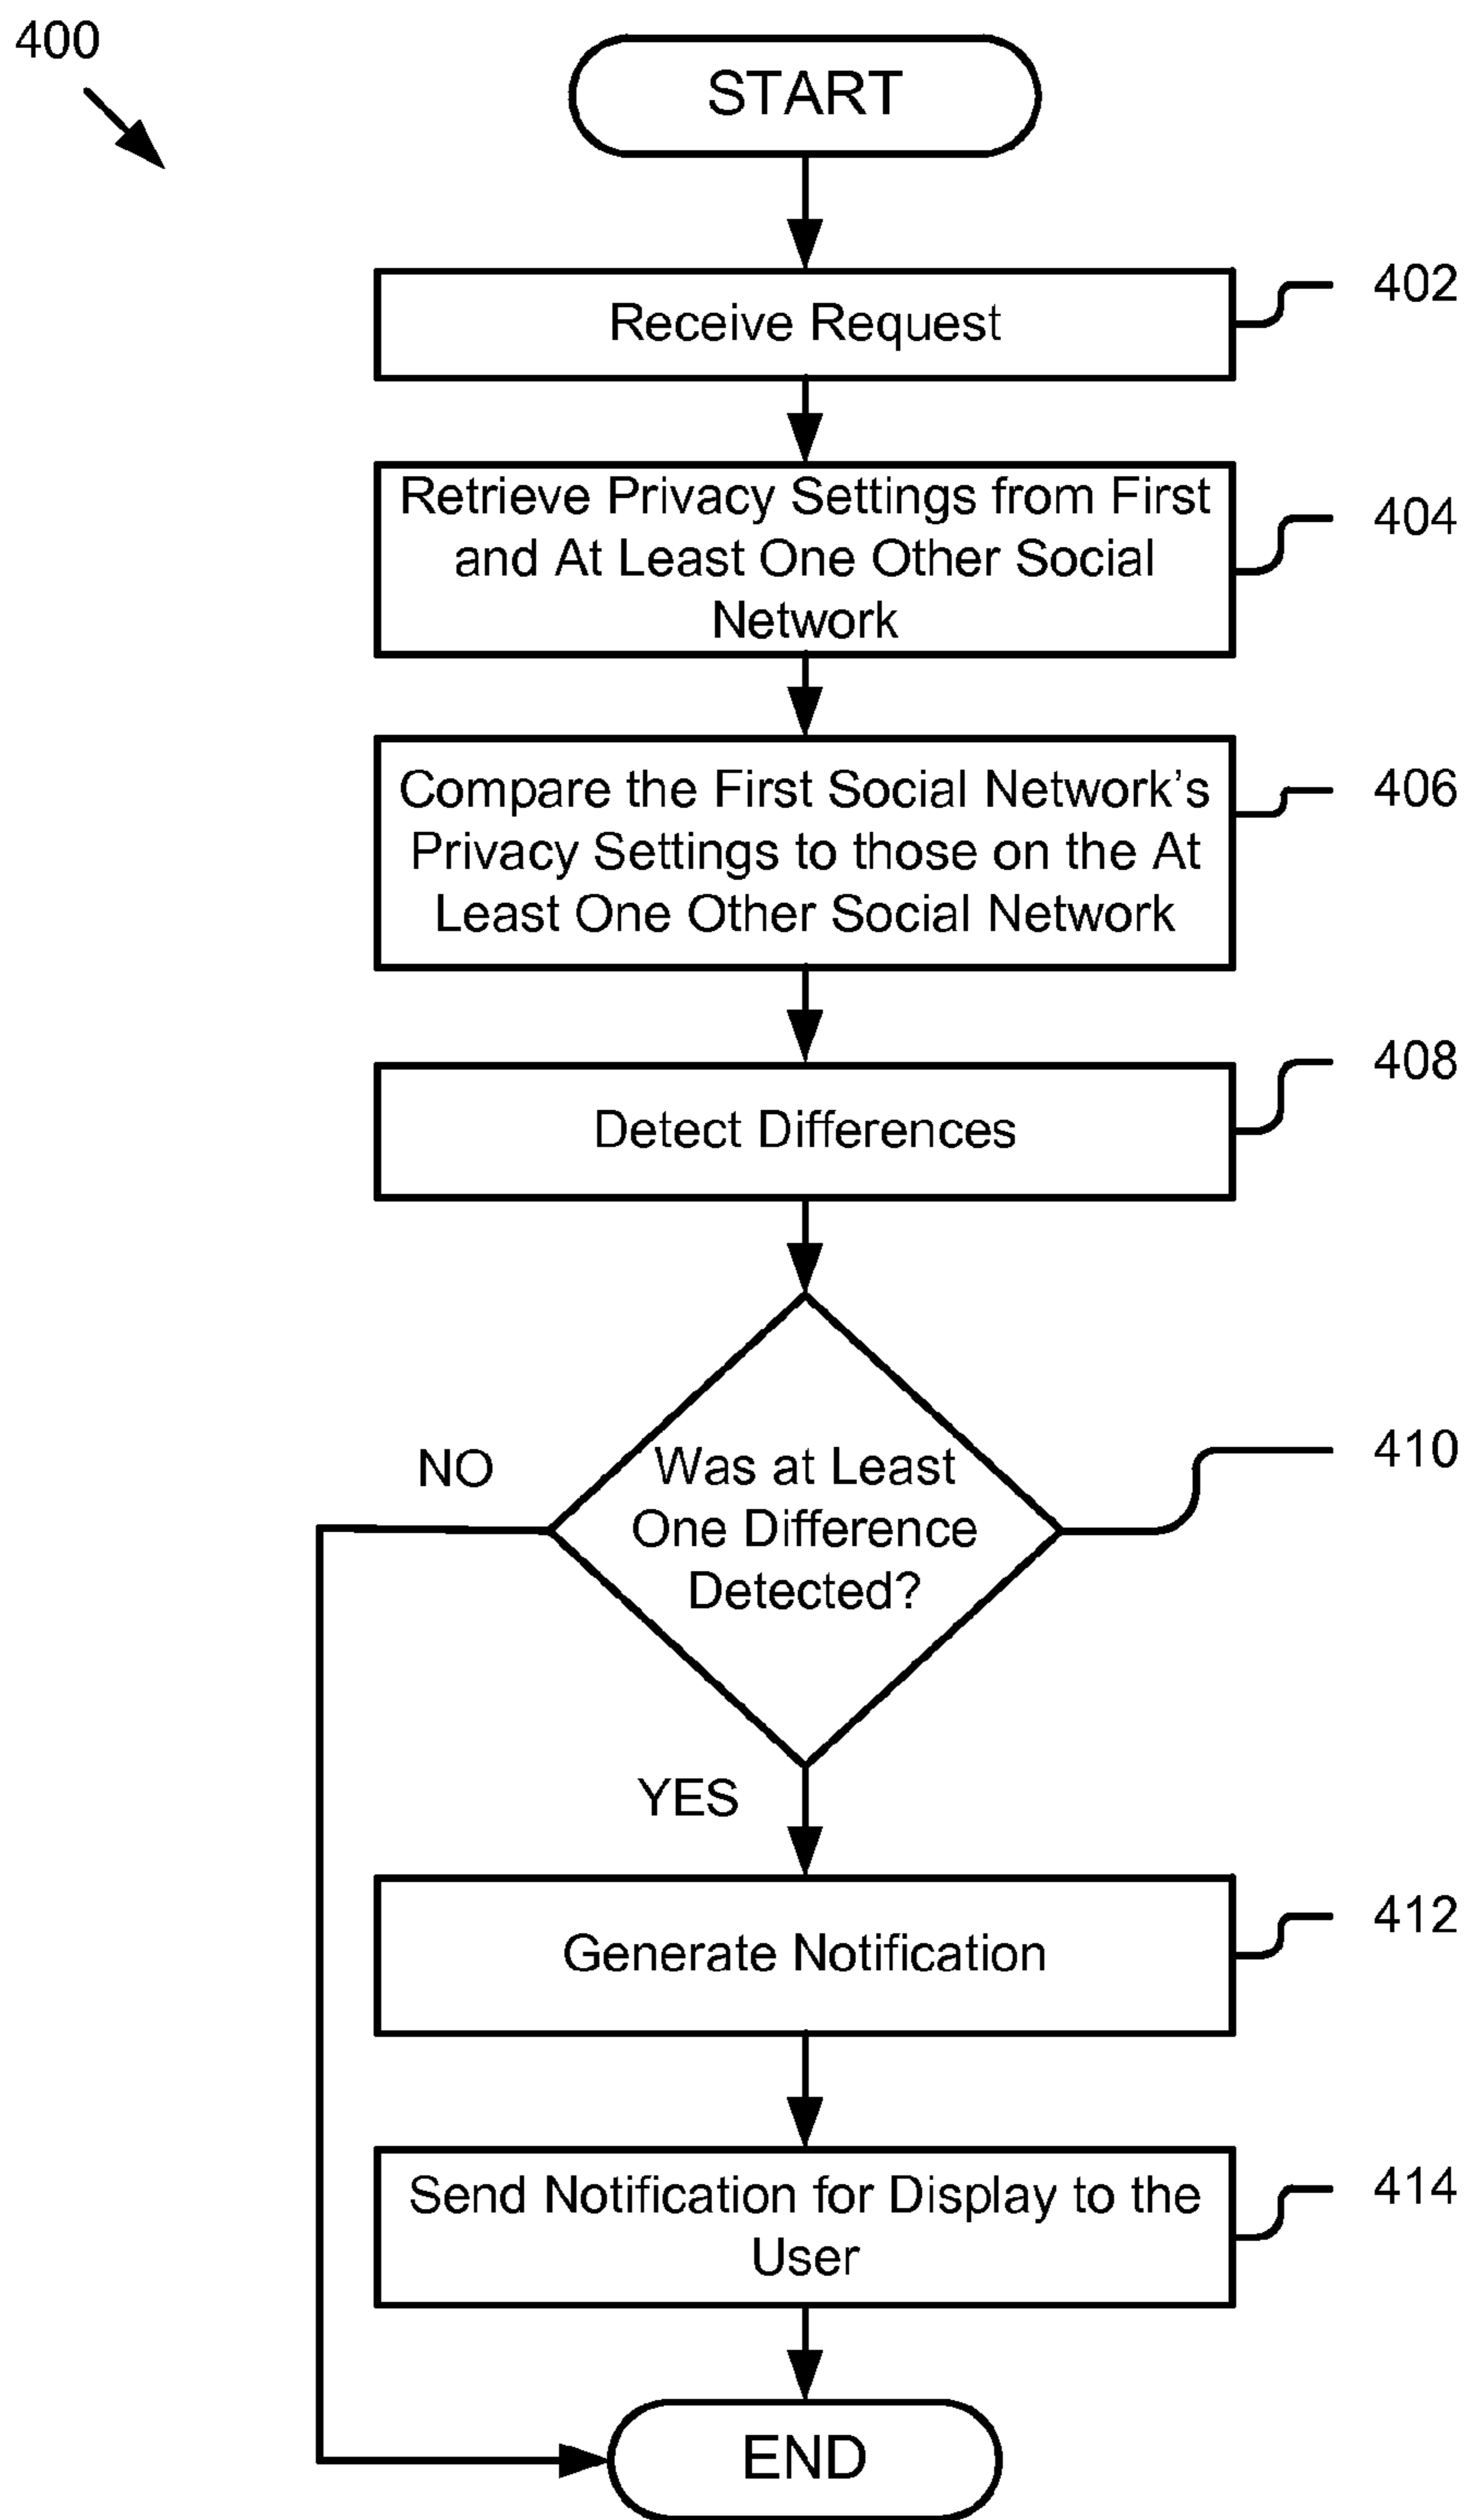 400
START
Receive Request
402
Retrieve Privacy Settings from First
and At Least One Other Social
Network
404
Compare the First Social Network's
Privacy Settings to those on the At
Least One Other Social Network
406
Detect Differences
408
Was at Least
One Difference
Detected?
410
NO
YES
Generate Notification
412
Send Notification for Display to the
User
414
END